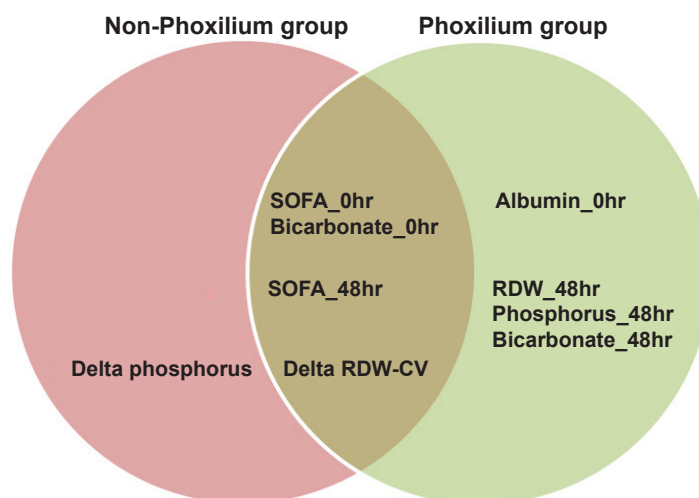 Non-Phoxilium group
Phoxilium group
SOFA_0hr
Bicarbonate_0hr
Albumin_0hr
SOFA_48hr
RDW_48hr
Phosphorus_48hr
Bicarbonate_48hr
Delta phosphorus
Delta RDW-CV